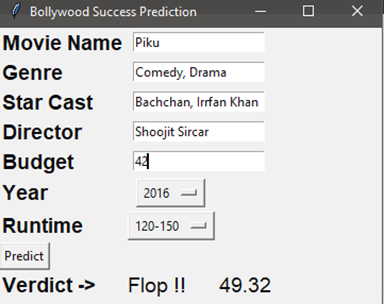 Bollywood Success Prediction
Movie Name Piku
Genre Comedy, Drama
Star Cast Bachchan, Irrfan Khan
Director Shoojit Sircar
Budget 42
Year 2016
Runtime 120-150
Predict
Verdict -> Flop !! 49.32